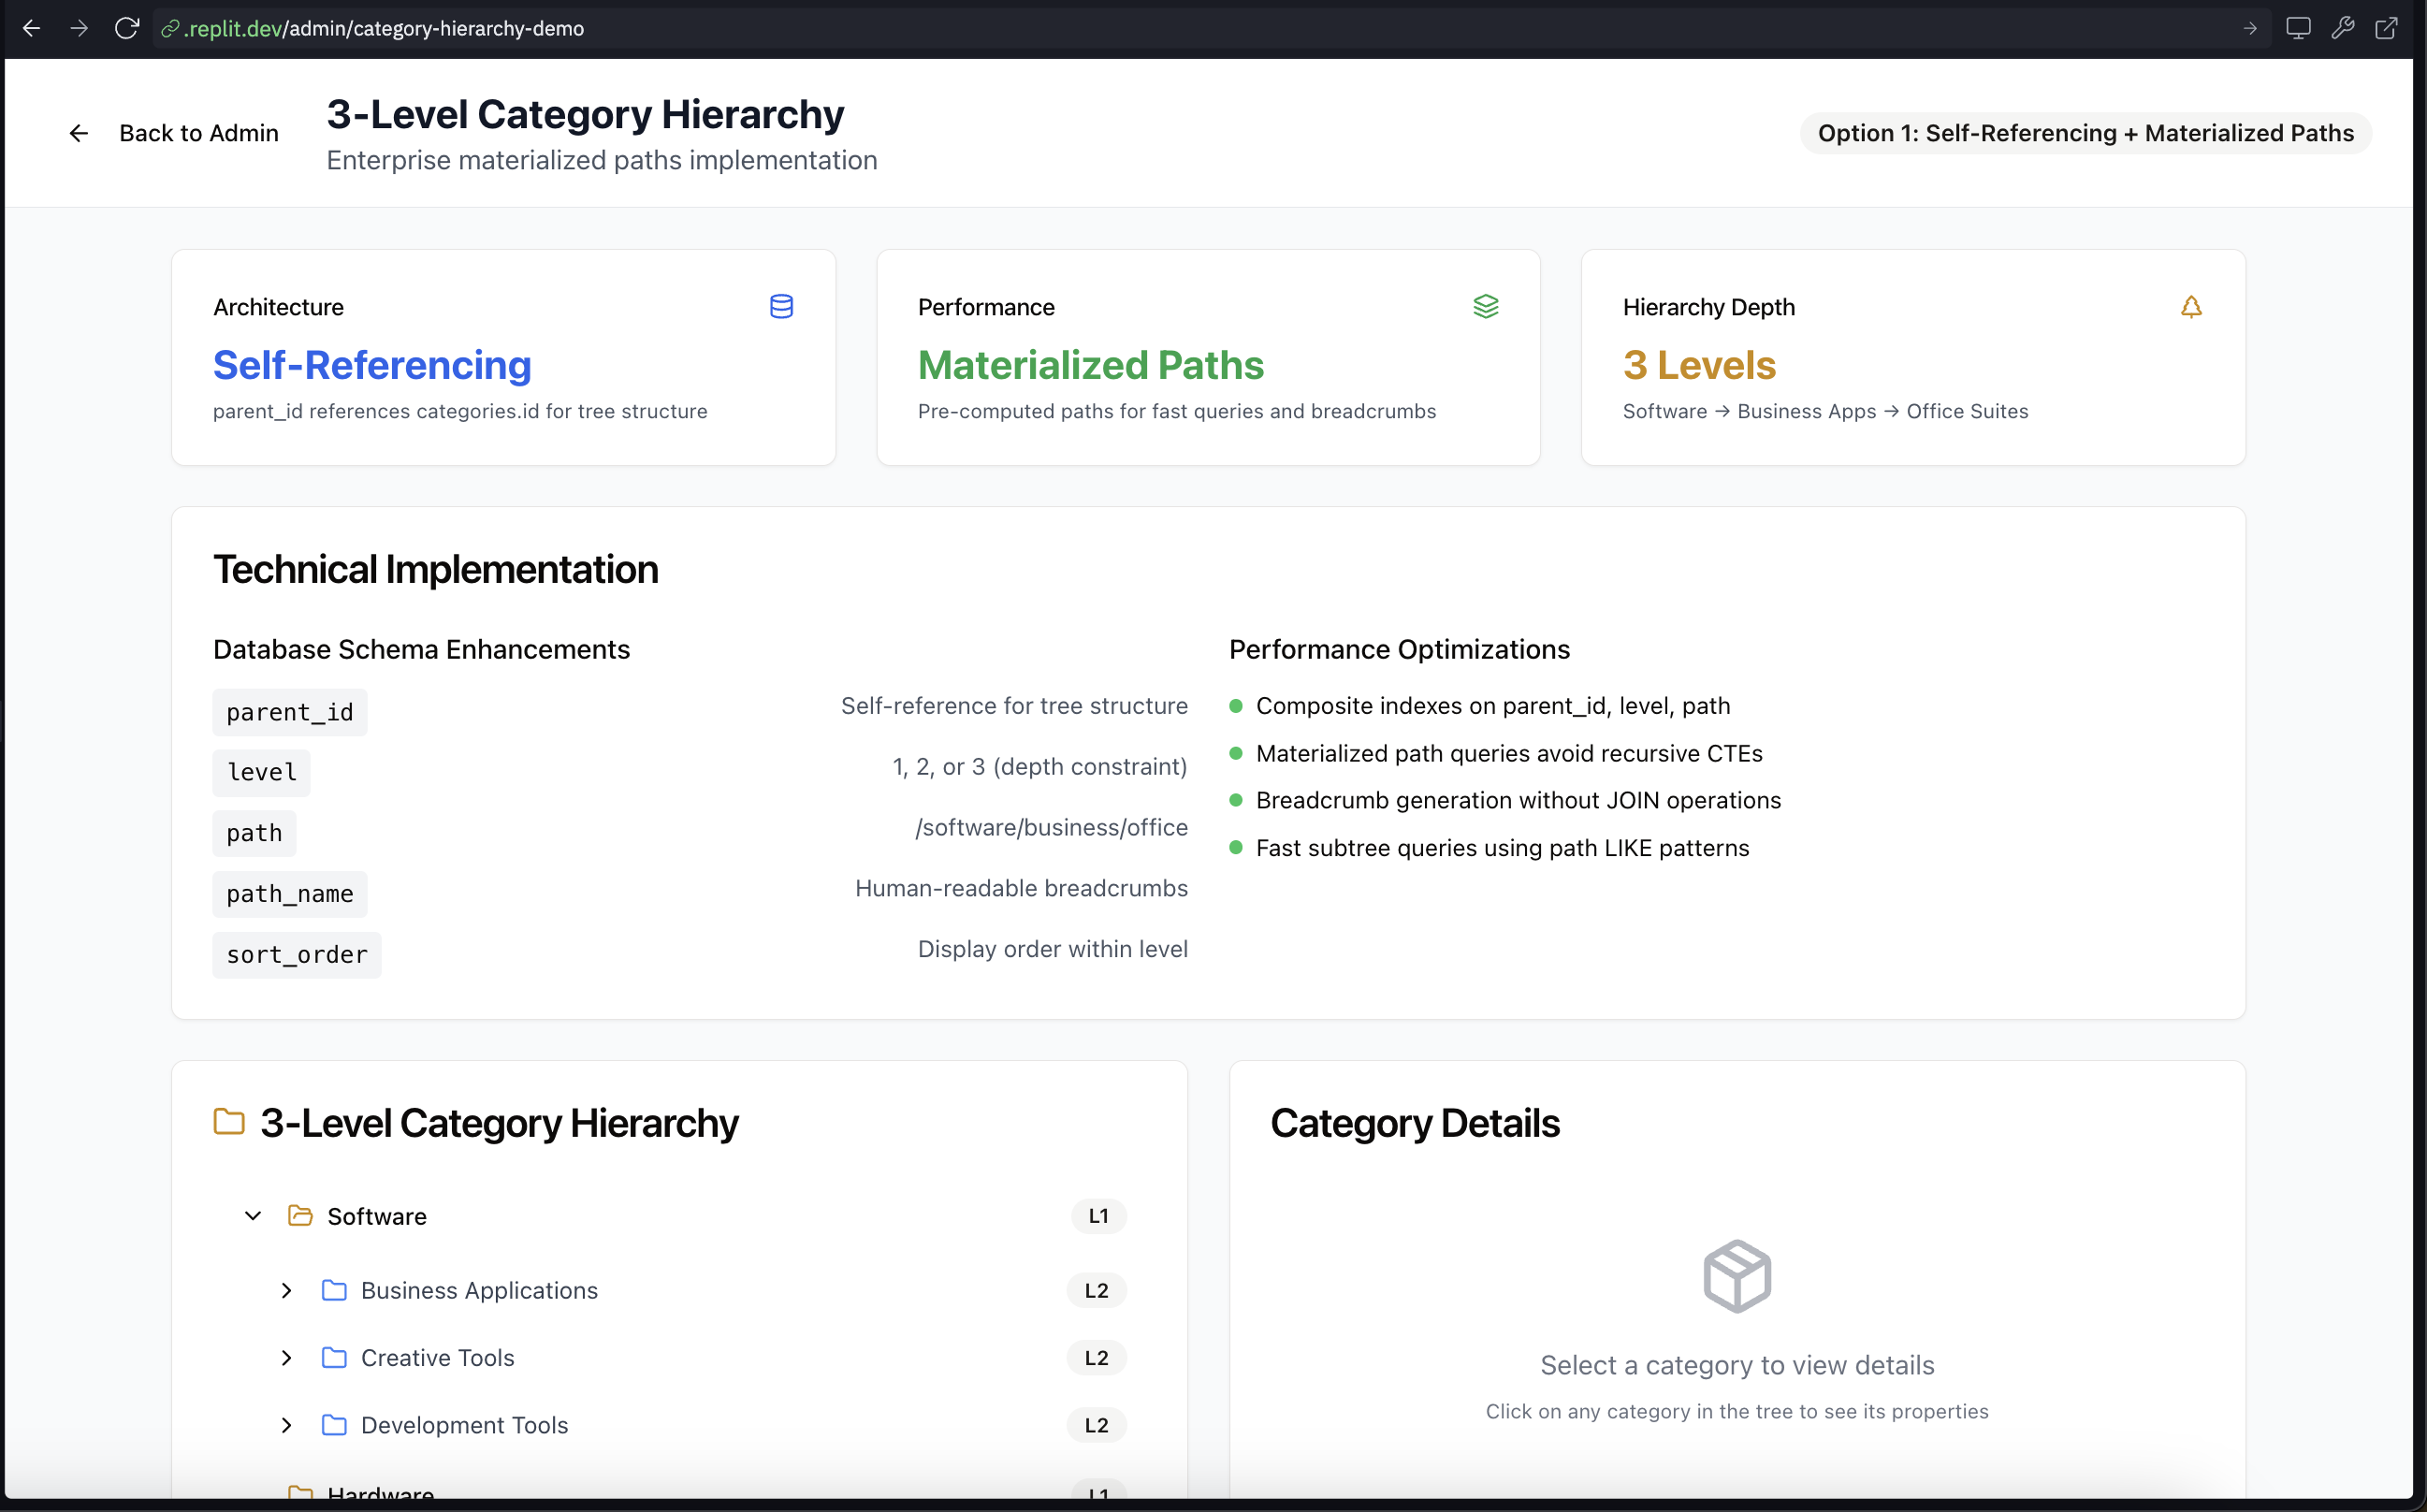 .replit.dev/admin/category-hierarchy-demo
Back to Admin
3-Level Category Hierarchy
Enterprise materialized paths implementation
Option 1: Self-Referencing + Materialized Paths
Architecture
Self-Referencing
parent_id references categories.id for tree structure
Performance
Materialized Paths
Pre-computed paths for fast queries and breadcrumbs
Hierarchy Depth
3 Levels
Software → Business Apps → Office Suites
Technical Implementation
Database Schema Enhancements
parent_id Self-reference for tree structure
level 1, 2, or 3 (depth constraint)
path /software/business/office
path_name Human-readable breadcrumbs
sort_order Display order within level
Performance Optimizations
Composite indexes on parent_id, level, path
Materialized path queries avoid recursive CTEs
Breadcrumb generation without JOIN operations
Fast subtree queries using path LIKE patterns
3-Level Category Hierarchy
Software L1
Business Applications L2
Creative Tools L2
Development Tools L2
Hardware L1
Category Details
Select a category to view details
Click on any category in the tree to see its properties